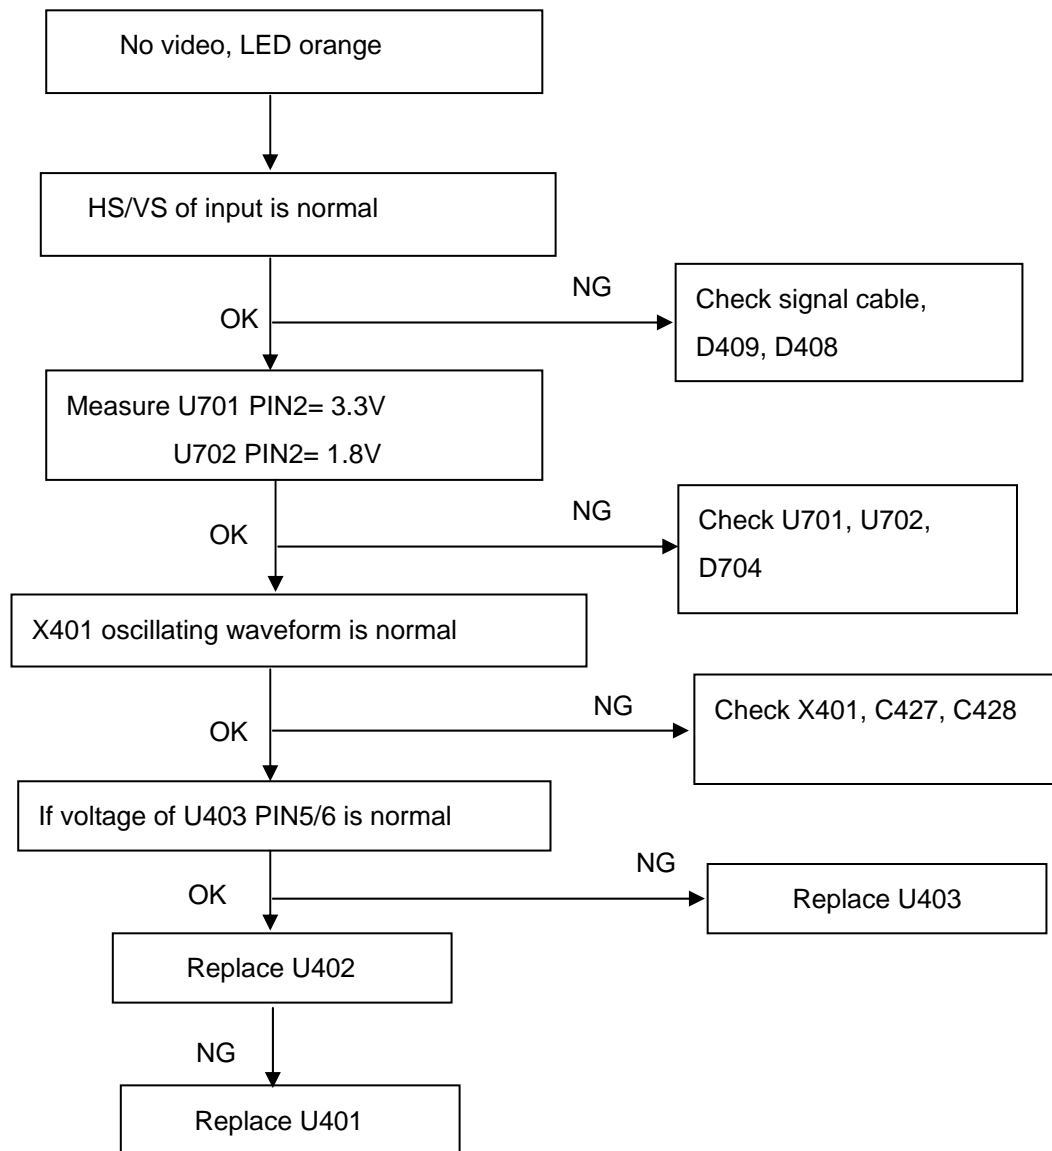 No video, LED orange
HS/VS of input is normal
NG
OK
Check signal cable,
D409, D408
Measure U701 PIN2= 3.3V
U702 PIN2= 1.8V
NG
OK
Check U701, U702,
D704
X401 oscillating waveform is normal
NG
OK
Check X401, C427, C428
If voltage of U403 PIN5/6 is normal
NG
OK
Replace U403
Replace U402
NG
Replace U401